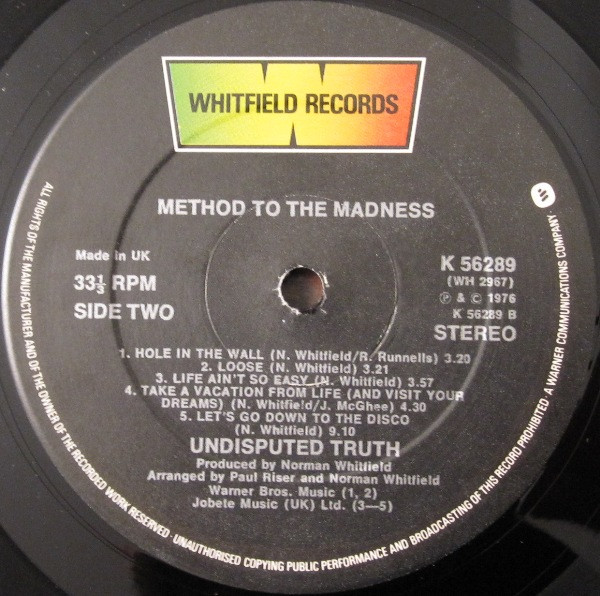 WHITFIELD RECORDS
METHOD TO THE MADNESS
Made in UK
33⅓ RPM
SIDE TWO
K 56289
(WH 2967)
Ⓟ & © 1976
K 56289 B
STEREO
1. HOLE IN THE WALL (N. Whitfield/R. Runnells) 3.20
2. LOOSE (N. Whitfield) 3.21
3. LIFE AIN'T SO EASY (N. Whitfield) 3.57
4. TAKE A VACATION FROM LIFE (AND VISIT YOUR
DREAMS) (N. Whitfield/J. McGhee) 4.30
5. LET'S GO DOWN TO THE DISCO
(N. Whitfield) 9.10
UNDISPUTED TRUTH
Produced by Norman Whitfield
Arranged by Paul Riser and Norman Whitfield
Warner Bros. Music (1, 2)
Jobete Music (UK) Ltd. (3—5)
ALL RIGHTS OF THE MANUFACTURER AND OF THE OWNER OF THE RECORDED WORK RESERVED · UNAUTHORISED COPYING PUBLIC PERFORMANCE AND BROADCASTING OF THIS RECORD PROHIBITED A WARNER COMMUNICATIONS COMPANY·